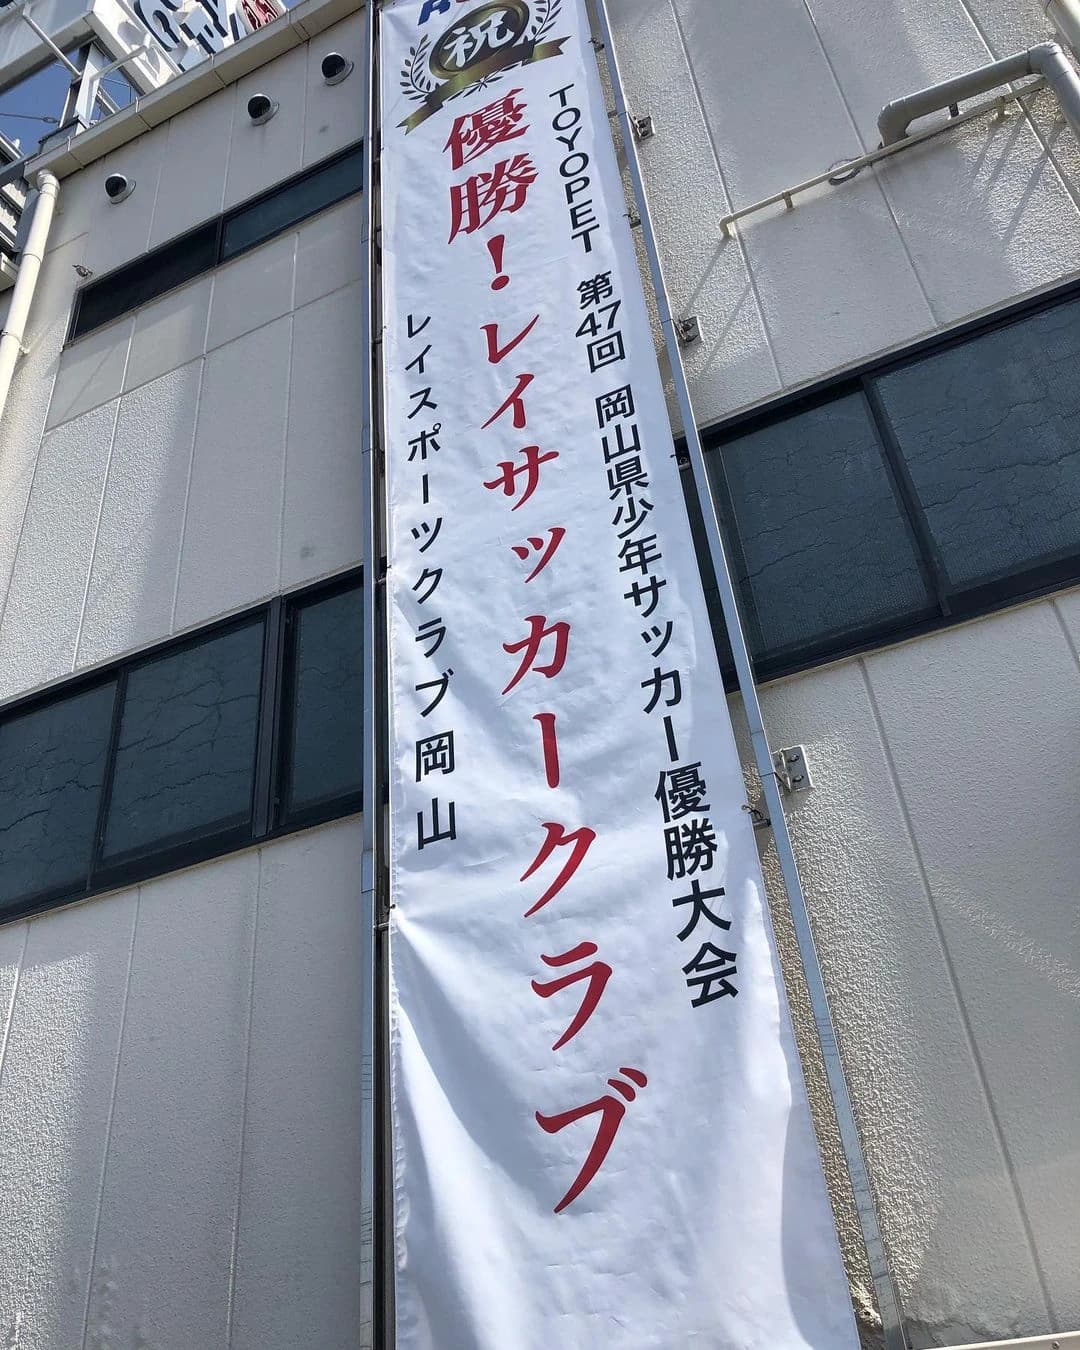 祝
TOYOPET 第47回 岡山県少年サッカー優勝大会
優勝!レイサッカークラブ
レイスポーツクラブ岡山